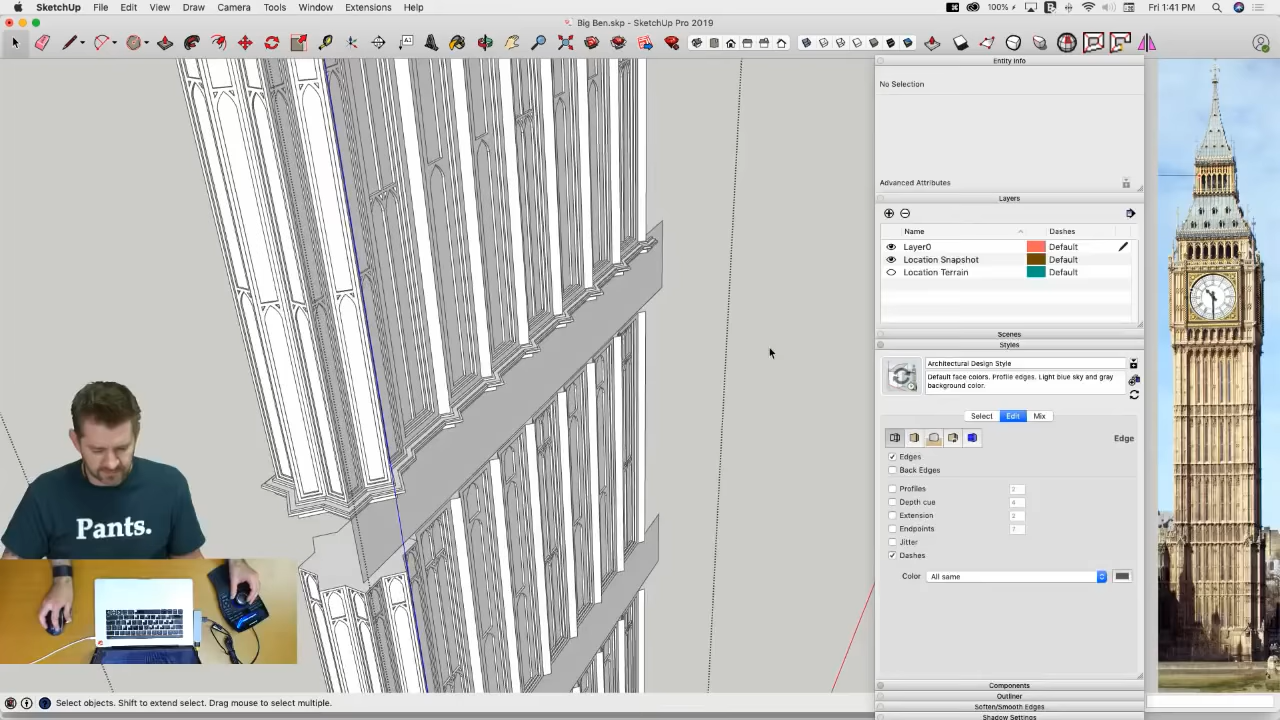 SketchUp File Edit View Draw Camera Tools Window Extensions Help 100% Fri 1:41 PM
Big Ben.skp - SketchUp Pro 2019
Entity Info
No Selection
Advanced Attributes
Layers
Name Dashes
Layer0 Default
Location Snapshot Default
Location Terrain Default
Scenes
Styles
Architectural Design Style
Default face colors. Profile edges. Light blue sky and gray
background color.
Select Edit Mix
Edge
Edges
Back Edges
Profiles 2
Depth cue 4
Extension 2
Endpoints 7
Jitter
Dashes
Color All same
Pants.
Components
Outliner
Select objects. Shift to extend select. Drag mouse to select multiple.
Soften/Smooth Edges
Shadow Settings